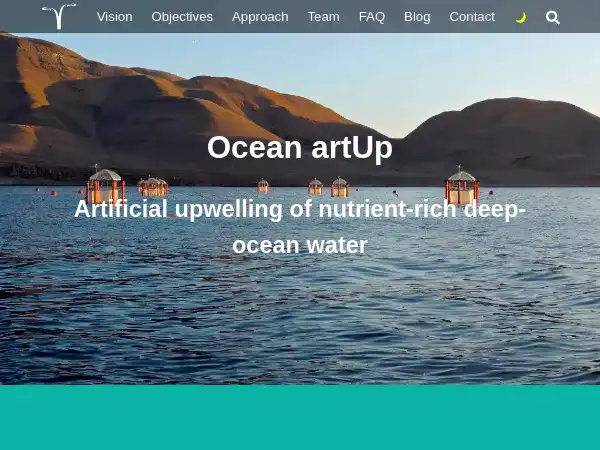 Vision Objectives Approach Team FAQ Blog Contact
Ocean artUp
Artificial upwelling of nutrient-rich deep-
ocean water